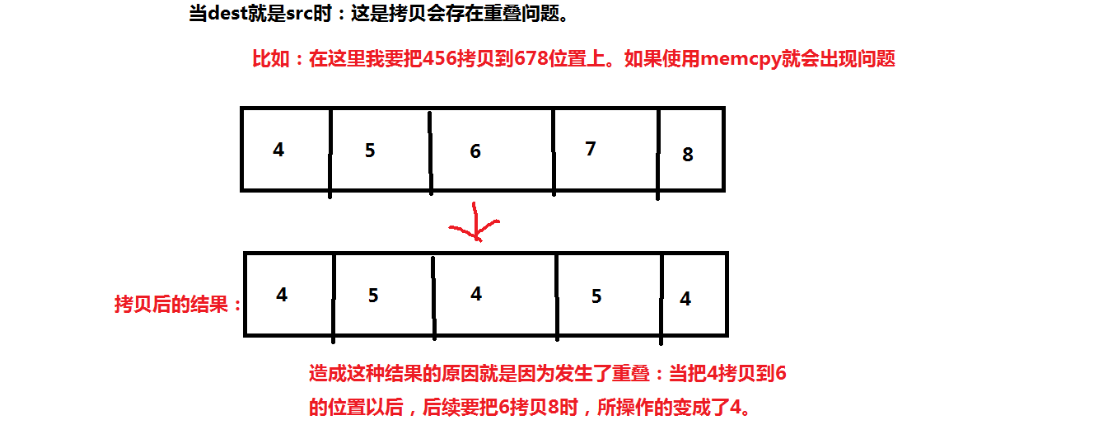 当dest就是src时：这是拷贝会存在重叠问题。
比如：在这里我要把456拷贝到678位置上。如果使用memcpy就会出现问题
4 5 6 7 8
拷贝后的结果： 4 5 4 5 4
造成这种结果的原因就是因为发生了重叠：当把4拷贝到6
的位置以后，后续要把6拷贝8时，所操作的变成了4。